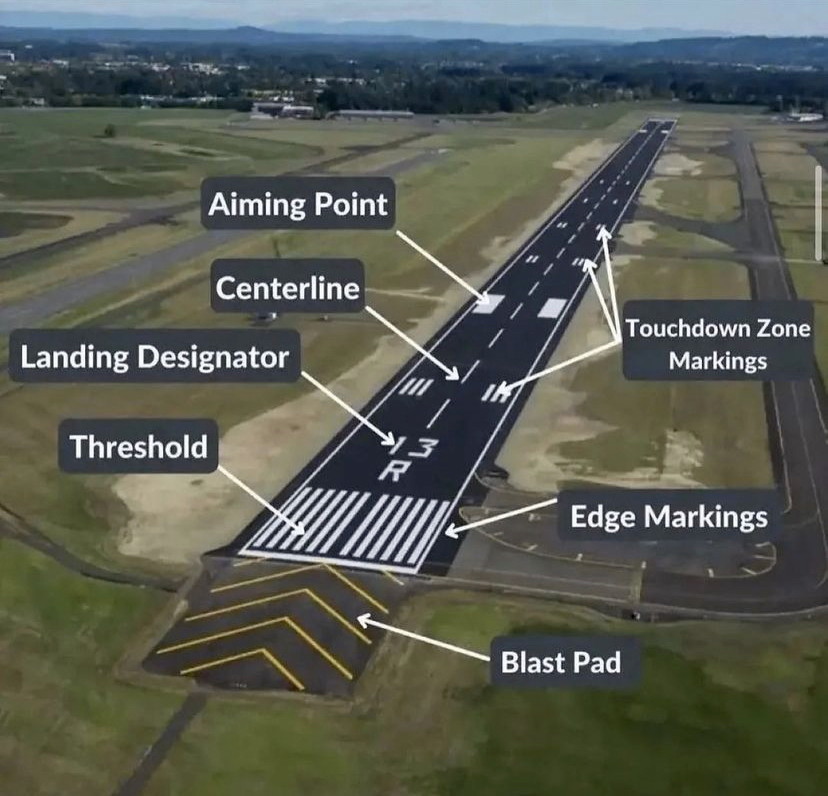 Aiming Point
Centerline
Landing Designator
Touchdown Zone
Markings
Threshold
13
R
Edge Markings
Blast Pad